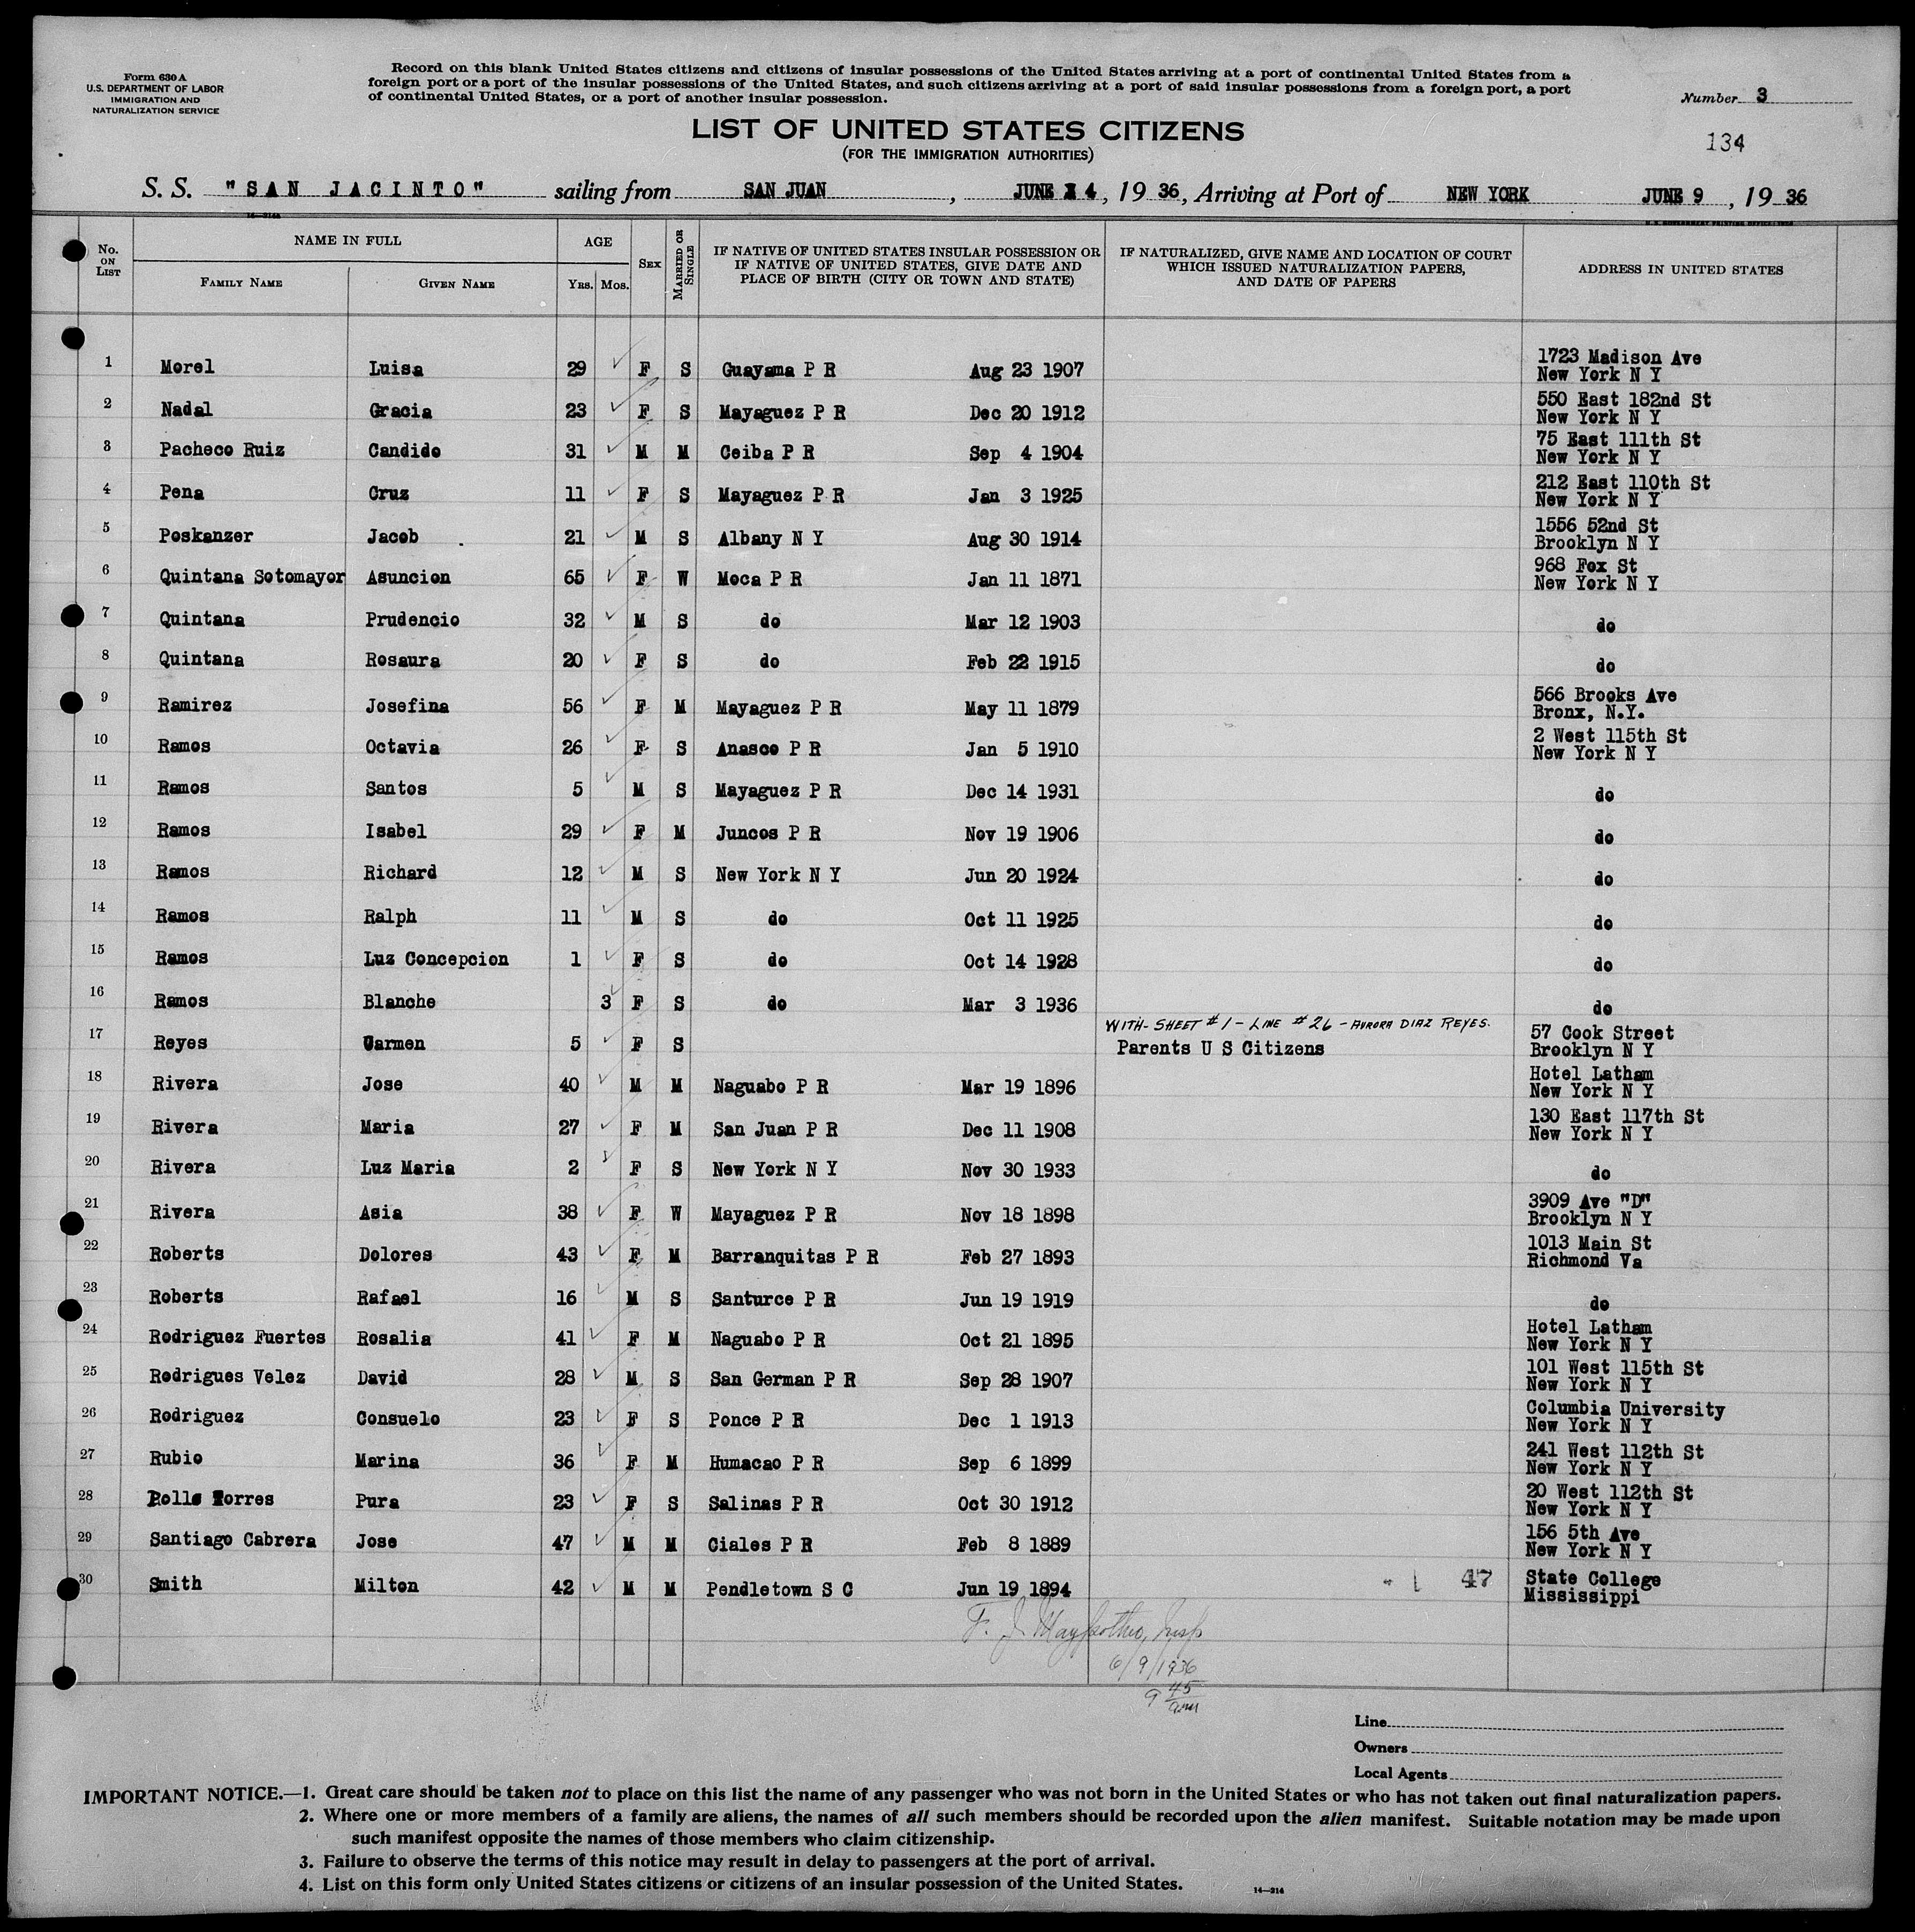 Form 630 A
U.S. DEPARTMENT OF LABOR
IMMIGRATION AND
NATURALIZATION SERVICE
Record on this blank United States citizens and citizens of insular possessions of the United States arriving at a port of continental United States from a
foreign port or a port of the insular possessions of the United States, and such citizens arriving at a port of said insular possessions from a foreign port, a port
of continental United States, or a port of another insular possession.
Number 3
134
LIST OF UNITED STATES CITIZENS
(FOR THE IMMIGRATION AUTHORITIES)
S. S. "SAN JACINTO" sailing from SAN JUAN, JUNE 4, 19 36, Arriving at Port of NEW YORK JUNE 9, 19 36
No. ON LIST
NAME IN FULL
FAMILY NAME GIVEN NAME
AGE
YRS. MOS.
SEX
MARRIED OR SINGLE
IF NATIVE OF UNITED STATES INSULAR POSSESSION OR
IF NATIVE OF UNITED STATES, GIVE DATE AND
PLACE OF BIRTH (CITY OR TOWN AND STATE)
IF NATURALIZED, GIVE NAME AND LOCATION OF COURT
WHICH ISSUED NATURALIZATION PAPERS,
AND DATE OF PAPERS
ADDRESS IN UNITED STATES
1 Morel Luisa 29 F S Guayama P R Aug 23 1907 1723 Madison Ave
New York N Y
2 Nadal Gracia 23 F S Mayaguez P R Dec 20 1912 550 East 182nd St
New York N Y
3 Pacheco Ruiz Candido 31 M M Ceiba P R Sep 4 1904 75 East 111th St
New York N Y
4 Pena Cruz 11 F S Mayaguez P R Jan 3 1925 212 East 110th St
New York N Y
5 Poskanzer Jacob 21 M S Albany N Y Aug 30 1914 1556 52nd St
Brooklyn N Y
6 Quintana Sotomayor Asuncion 65 F W Moca P R Jan 11 1871 968 Fox St
New York N Y
7 Quintana Prudencio 32 M S do Mar 12 1903 do
8 Quintana Rosaura 20 F S do Feb 22 1915 do
9 Ramirez Josefina 56 F M Mayaguez P R May 11 1879 566 Brooks Ave
Bronx, N.Y.
10 Ramos Octavia 26 F S Anasco P R Jan 5 1910 2 West 115th St
New York N Y
11 Ramos Santos 5 M S Mayaguez P R Dec 14 1931 do
12 Ramos Isabel 29 F M Juncos P R Nov 19 1906 do
13 Ramos Richard 12 M S New York N Y Jun 20 1924 do
14 Ramos Ralph 11 M S do Oct 11 1925 do
15 Ramos Luz Concepcion 1 F S do Oct 14 1928 do
16 Ramos Blanche 3 F S do Mar 3 1936 do
WITH - SHEET #1 - LINE #26 - AURORA DIAZ REYES.
17 Reyes Carmen 5 F S Parents U S Citizens 57 Cook Street
Brooklyn N Y
18 Rivera Jose 40 M M Naguabo P R Mar 19 1896 Hotel Latham
New York N Y
19 Rivera Maria 27 F M San Juan P R Dec 11 1908 130 East 117th St
New York N Y
20 Rivera Luz Maria 2 F S New York N Y Nov 30 1933 do
21 Rivera Asia 38 F W Mayaguez P R Nov 18 1898 3909 Ave "D"
Brooklyn N Y
22 Roberts Dolores 43 F M Barranquitas P R Feb 27 1893 1013 Main St
Richmond Va
23 Roberts Rafael 16 M S Santurce P R Jun 19 1919 do
24 Rodriguez Fuertes Rosalia 41 F M Naguabo P R Oct 21 1895 Hotel Latham
New York N Y
25 Rodrigues Velez David 28 M S San German P R Sep 28 1907 101 West 115th St
New York N Y
26 Rodriguez Consuelo 23 F S Ponce P R Dec 1 1913 Columbia University
New York N Y
27 Rubio Marina 36 F M Humacao P R Sep 6 1899 241 West 112th St
New York N Y
28 Torres Pura 23 F S Salinas P R Oct 30 1912 20 West 112th St
New York N Y
29 Santiago Cabrera Jose 47 M M Ciales P R Feb 8 1889 156 5th Ave
New York N Y
30 Smith Milton 42 M M Pendletown S C Jun 19 1894 47 State College
Mississippi
F. J. Insp
6/9/1936
9 45 am
Line
Owners
Local Agents
IMPORTANT NOTICE.—1. Great care should be taken not to place on this list the name of any passenger who was not born in the United States or who has not taken out final naturalization papers.
2. Where one or more members of a family are aliens, the names of all such members should be recorded upon the alien manifest. Suitable notation may be made upon
such manifest opposite the names of those members who claim citizenship.
3. Failure to observe the terms of this notice may result in delay to passengers at the port of arrival.
4. List on this form only United States citizens or citizens of an insular possession of the United States.
14—214